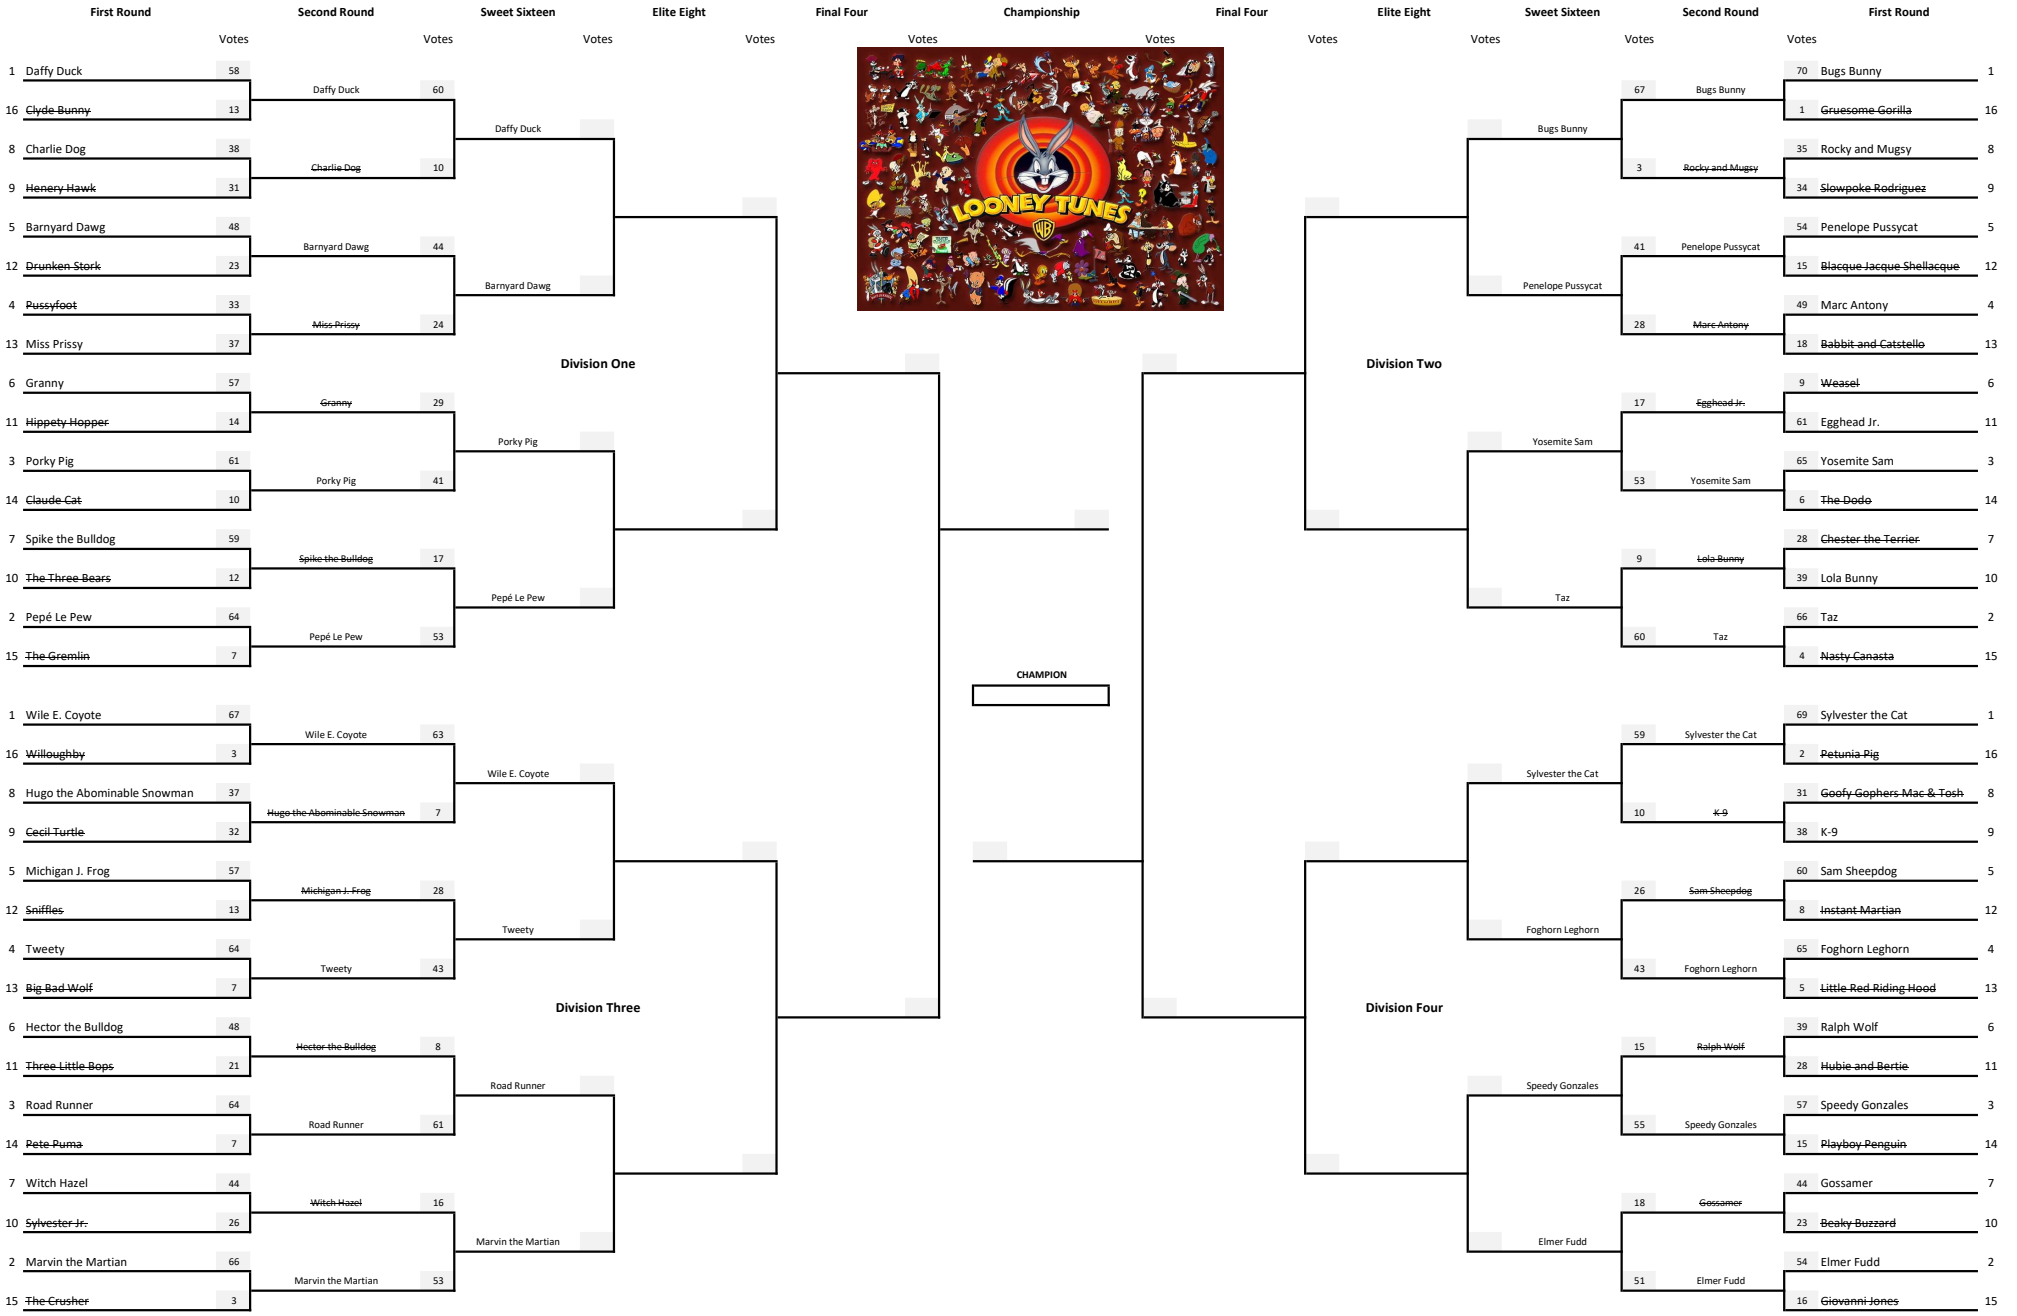 First Round Second Round Sweet Sixteen Elite Eight Final Four Championship Final Four Elite Eight Sweet Sixteen Second Round First Round
Votes Votes Votes Votes Votes Votes Votes Votes Votes Votes
1 Daffy Duck 58
Daffy Duck 60
16 Clyde Bunny 13
Daffy Duck
8 Charlie Dog 38
Charlie Dog 10
9 Henery Hawk 31
5 Barnyard Dawg 48
Barnyard Dawg 44
12 Drunken Stork 23
Barnyard Dawg
4 Pussyfoot 33
Miss Prissy 24
13 Miss Prissy 37
Division One
6 Granny 57
Granny 29
11 Hippety Hopper 14
Porky Pig
3 Porky Pig 61
Porky Pig 41
14 Claude Cat 10
7 Spike the Bulldog 59
Spike the Bulldog 17
10 The Three Bears 12
Pepé Le Pew
2 Pepé Le Pew 64
Pepé Le Pew 53
15 The Gremlin 7
1 Wile E. Coyote 67
Wile E. Coyote 63
16 Willoughby 3
Wile E. Coyote
8 Hugo the Abominable Snowman 37
Hugo the Abominable Snowman 7
9 Cecil Turtle 32
5 Michigan J. Frog 57
Michigan J. Frog 28
12 Sniffles 13
Tweety
4 Tweety 64
Tweety 43
13 Big Bad Wolf 7
Division Three
6 Hector the Bulldog 48
Hector the Bulldog 8
11 Three Little Bops 21
Road Runner
3 Road Runner 64
Road Runner 61
14 Pete Puma 7
7 Witch Hazel 44
Witch Hazel 16
10 Sylvester Jr. 26
Marvin the Martian
2 Marvin the Martian 66
Marvin the Martian 53
15 The Crusher 3
LOONEY TUNES
WB
CHAMPION
70 Bugs Bunny 1
67 Bugs Bunny
1 Gruesome Gorilla 16
Bugs Bunny
35 Rocky and Mugsy 8
3 Rocky and Mugsy
34 Slowpoke Rodriguez 9
54 Penelope Pussycat 5
41 Penelope Pussycat
15 Blacque Jacque Shellacque 12
Penelope Pussycat
49 Marc Antony 4
28 Marc Antony
18 Babbit and Catstello 13
Division Two
9 Weasel 6
17 Egghead Jr.
61 Egghead Jr. 11
Yosemite Sam
65 Yosemite Sam 3
53 Yosemite Sam
6 The Dodo 14
28 Chester the Terrier 7
9 Lola Bunny
39 Lola Bunny 10
Taz
66 Taz 2
60 Taz
4 Nasty Canasta 15
69 Sylvester the Cat 1
59 Sylvester the Cat
2 Petunia Pig 16
Sylvester the Cat
31 Goofy Gophers Mac & Tosh 8
10 K-9
38 K-9 9
60 Sam Sheepdog 5
26 Sam Sheepdog
8 Instant Martian 12
Foghorn Leghorn
65 Foghorn Leghorn 4
43 Foghorn Leghorn
5 Little Red Riding Hood 13
Division Four
39 Ralph Wolf 6
15 Ralph Wolf
28 Hubie and Bertie 11
Speedy Gonzales
57 Speedy Gonzales 3
55 Speedy Gonzales
15 Playboy Penguin 14
44 Gossamer 7
18 Gossamer
23 Beaky Buzzard 10
Elmer Fudd
54 Elmer Fudd 2
51 Elmer Fudd
16 Giovanni Jones 15